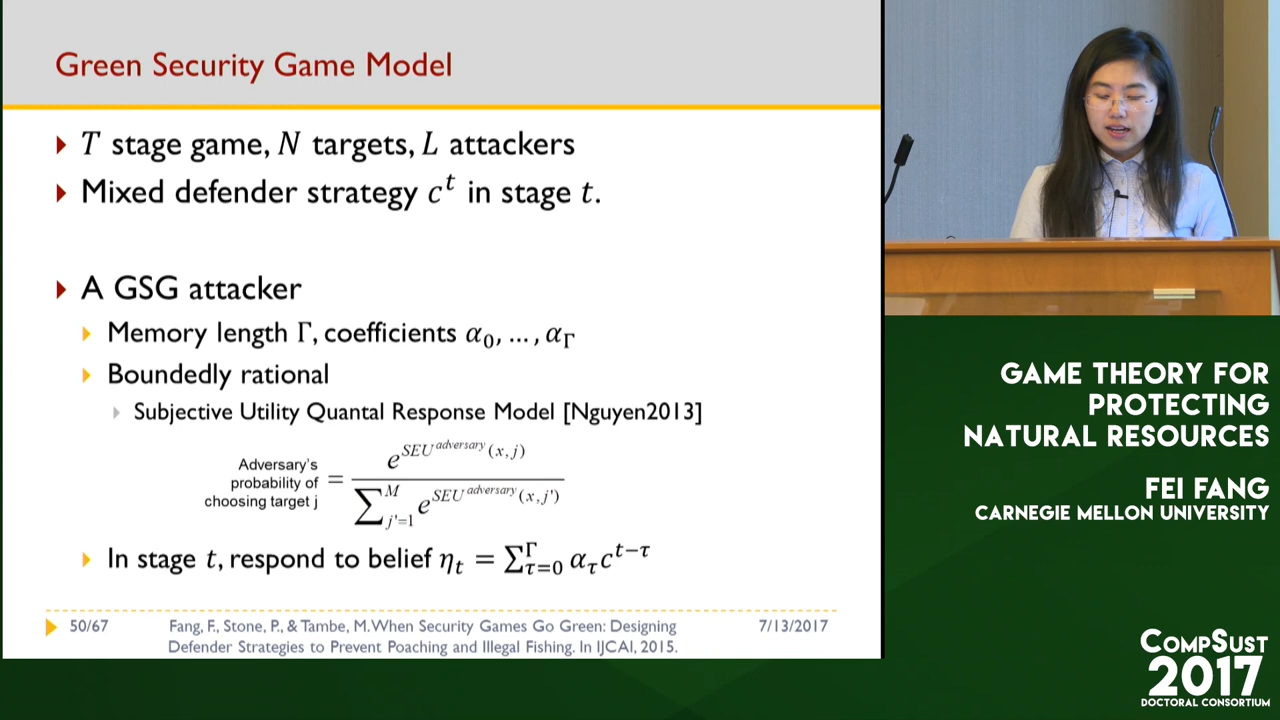 Green Security Game Model
T stage game, N targets, L attackers
Mixed defender strategy c^t in stage t.
A GSG attacker
Memory length Γ, coefficients α_0, ..., α_Γ
Boundedly rational
Subjective Utility Quantal Response Model [Nguyen2013]
Adversary's
probability of
choosing target j
= e^{SEU^{adversary}(x,j)} / ∑_{j'=1}^{M} e^{SEU^{adversary}(x,j')}
In stage t, respond to belief η_t = ∑_{τ=0}^{Γ} α_τ c^{t−τ}
50/67
Fang, F., Stone, P., & Tambe, M.When Security Games Go Green: Designing
Defender Strategies to Prevent Poaching and Illegal Fishing. In IJCAI, 2015.
7/13/2017
GAME THEORY FOR
PROTECTING
NATURAL RESOURCES
FEI FANG
CARNEGIE MELLON UNIVERSITY
COMPSUST
2017
DOCTORAL CONSORTIUM